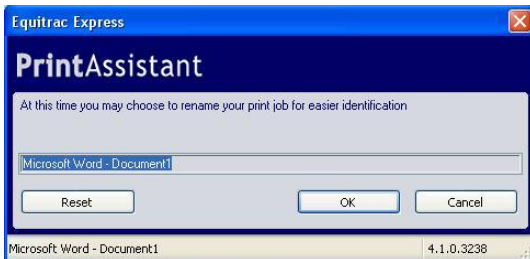 Equitrac Express
PrintAssistant
At this time you may choose to rename your print job for easier identification
Microsoft Word - Document1
Reset OK Cancel
Microsoft Word - Document1 4.1.0.3238